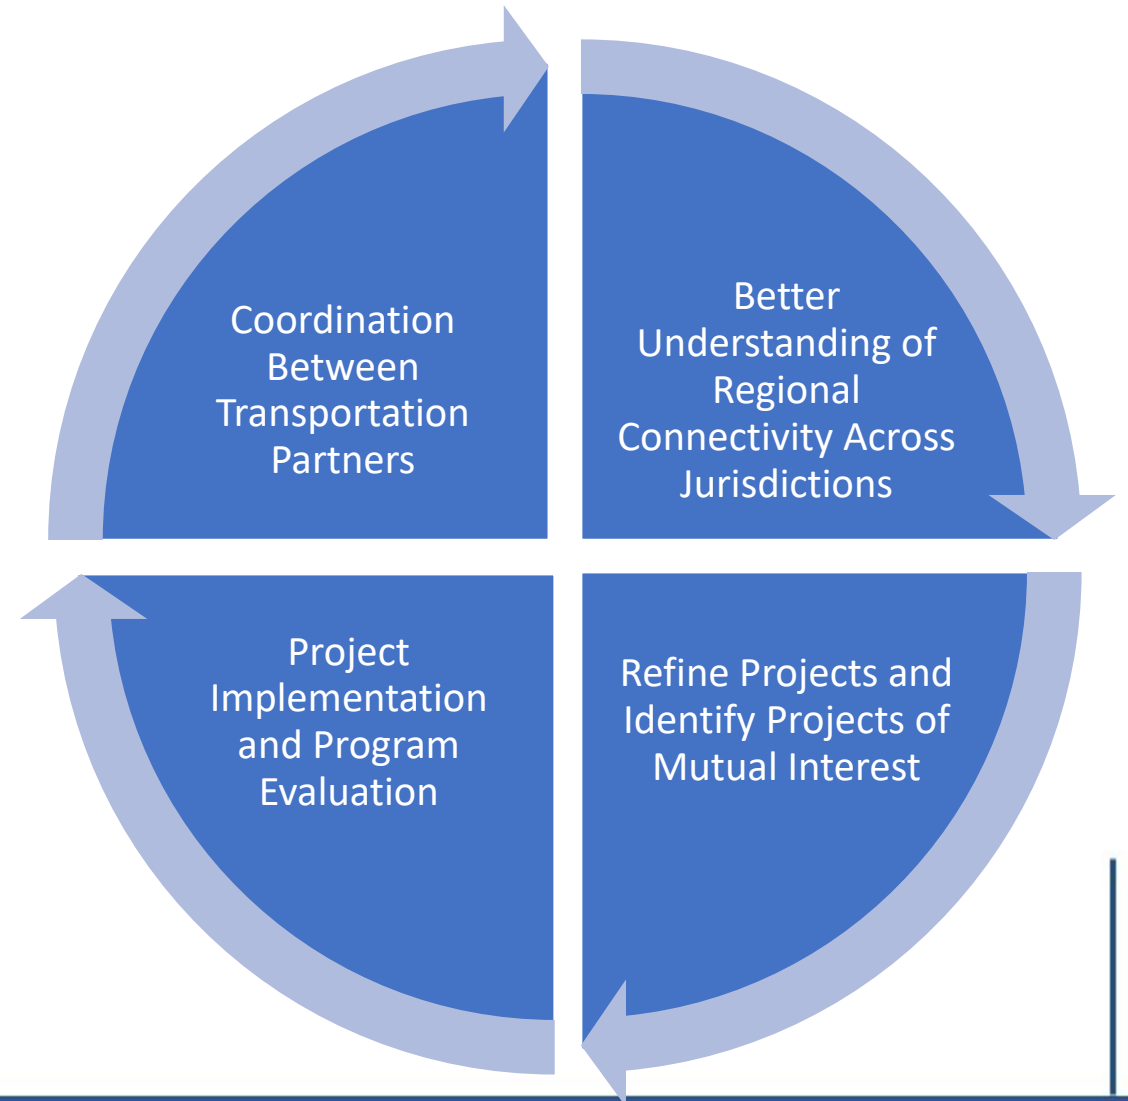 Coordination
Between
Transportation
Partners
Better
Understanding of
Regional
Connectivity Across
Jurisdictions
Refine Projects and
Identify Projects of
Mutual Interest
Project
Implementation
and Program
Evaluation